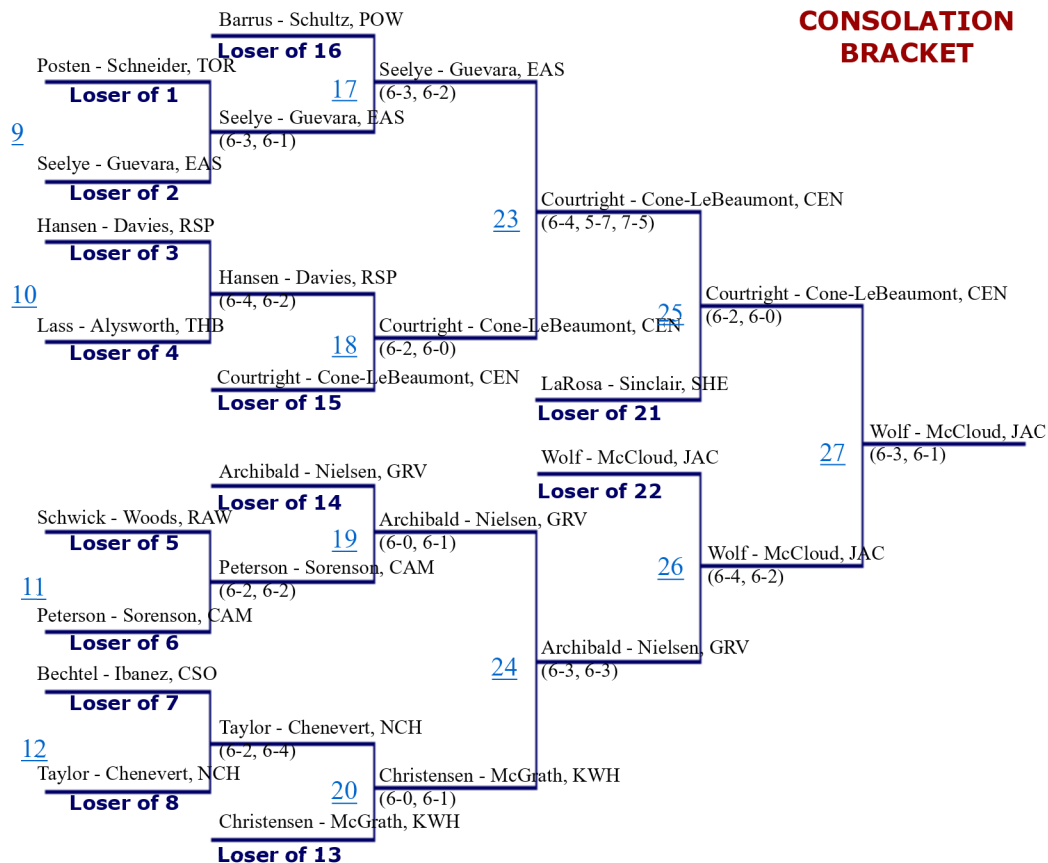 CONSOLATION
BRACKET
Barrus - Schultz, POW
Loser of 16
Posten - Schneider, TOR
Loser of 1
17
Seelye - Guevara, EAS
(6-3, 6-2)
9
Seelye - Guevara, EAS
(6-3, 6-1)
Seelye - Guevara, EAS
Loser of 2
23
Courtright - Cone-LeBeaumont, CEN
(6-4, 5-7, 7-5)
Hansen - Davies, RSP
Loser of 3
10
Hansen - Davies, RSP
(6-4, 6-2)
Lass - Alysworth, THB
Loser of 4
18
Courtright - Cone-LeBeaumont, CEN
(6-2, 6-0)
Courtright - Cone-LeBeaumont, CEN
Loser of 15
25
Courtright - Cone-LeBeaumont, CEN
(6-2, 6-0)
LaRosa - Sinclair, SHE
Loser of 21
27
Wolf - McCloud, JAC
(6-3, 6-1)
Archibald - Nielsen, GRV
Loser of 14
Wolf - McCloud, JAC
Loser of 22
Schwick - Woods, RAW
Loser of 5
19
Archibald - Nielsen, GRV
(6-0, 6-1)
11
Peterson - Sorenson, CAM
(6-2, 6-2)
Peterson - Sorenson, CAM
Loser of 6
26
Wolf - McCloud, JAC
(6-4, 6-2)
24
Archibald - Nielsen, GRV
(6-3, 6-3)
Bechtel - Ibanez, CSO
Loser of 7
12
Taylor - Chenevert, NCH
(6-2, 6-4)
Taylor - Chenevert, NCH
Loser of 8
20
Christensen - McGrath, KWH
(6-0, 6-1)
Christensen - McGrath, KWH
Loser of 13